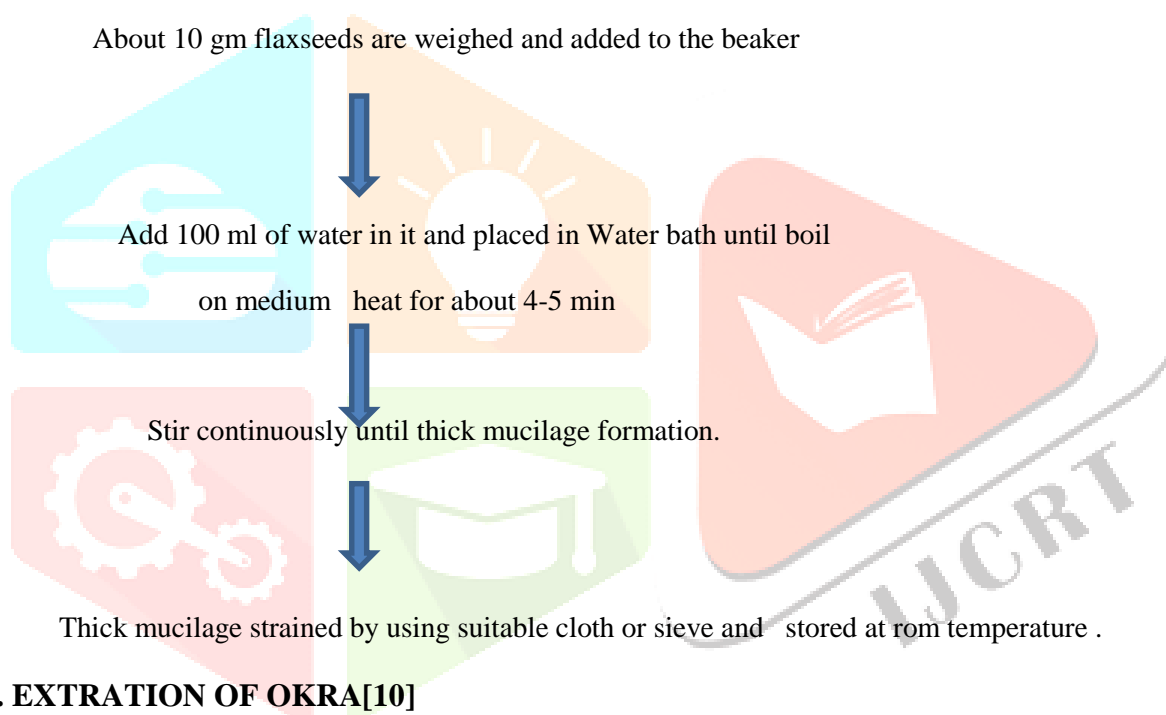 About 10 gm flaxseeds are weighed and added to the beaker
Add 100 ml of water in it and placed in Water bath until boil
on medium heat for about 4-5 min
Stir continuously until thick mucilage formation.
Thick mucilage strained by using suitable cloth or sieve and stored at rom temperature .
IJCRT
. EXTRATION OF OKRA[10]